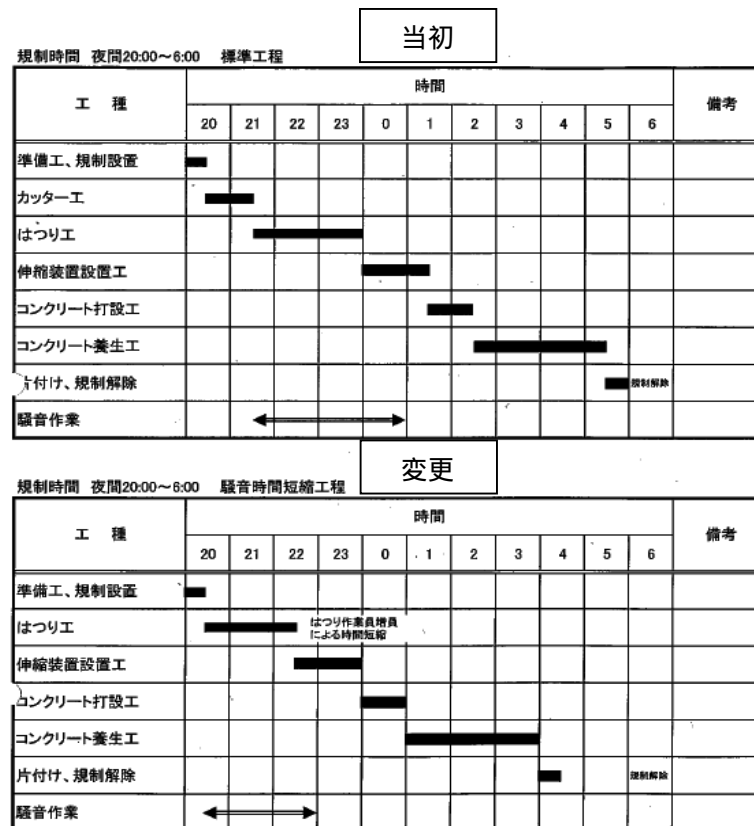 当初
規制時間 夜間20:00～6:00 標準工程
工 種 時間 備考
20 21 22 23 0 1 2 3 4 5 6
準備工、規制設置
カッター工
はつり工
伸縮装置設置工
コンクリート打設工
コンクリート養生工
片付け、規制解除 規制解除
騒音作業
変更
規制時間 夜間20:00～6:00 騒音時間短縮工程
工 種 時間 備考
20 21 22 23 0 1 2 3 4 5 6
準備工、規制設置
はつり工 はつり作業員増員
による時間短縮
伸縮装置設置工
コンクリート打設工
コンクリート養生工
片付け、規制解除 規制解除
騒音作業